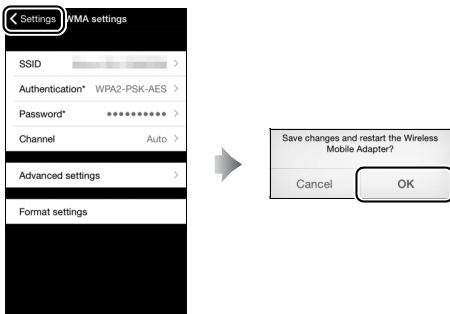 Settings WMA settings
SSID
Authentication* WPA2-PSK-AES
Password* ●●●●●●●●●●
Channel Auto
Advanced settings
Format settings
Save changes and restart the Wireless
Mobile Adapter?
Cancel OK